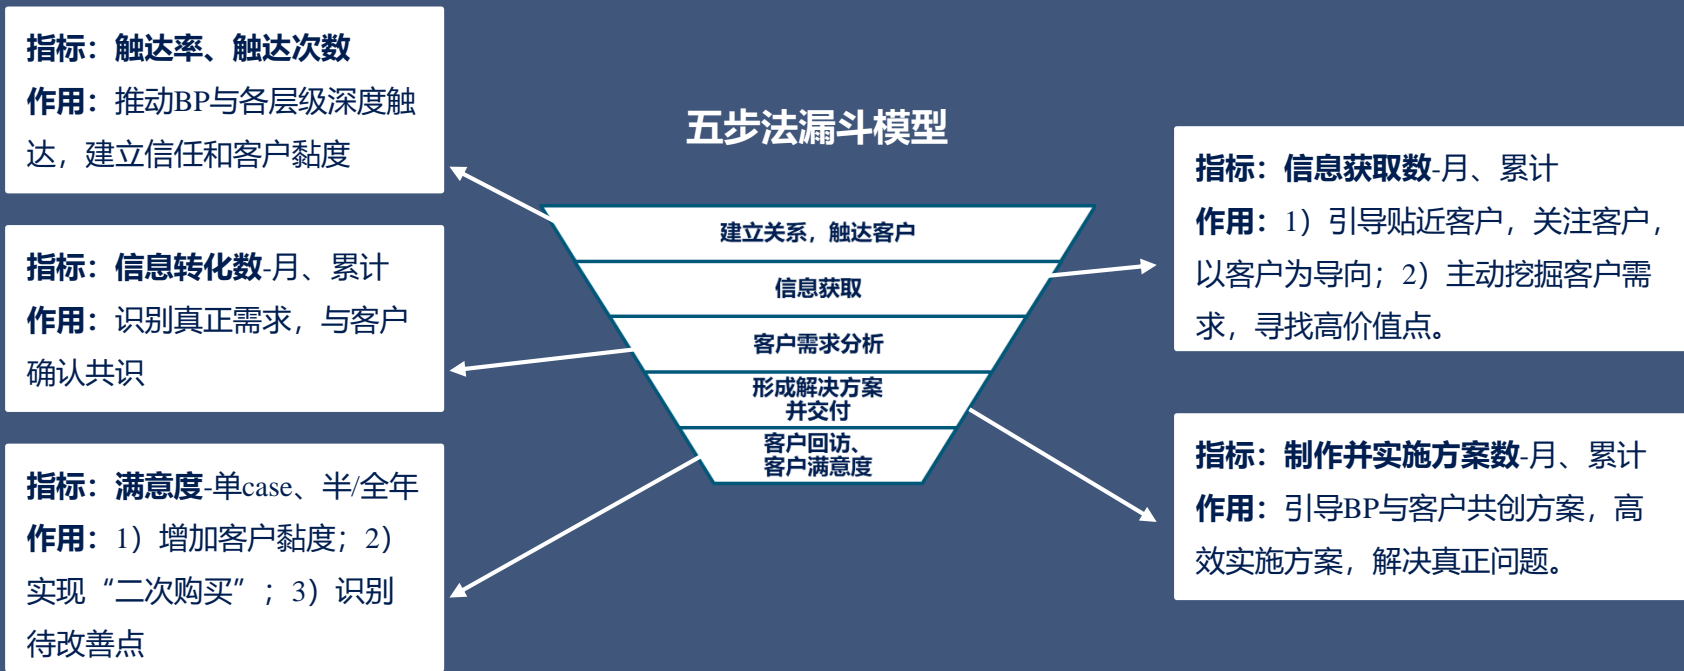 指标：触达率、触达次数
作用：推动BP与各层级深度触
达，建立信任和客户黏度
指标：信息转化数-月、累计
作用：识别真正需求，与客户
确认共识
指标：满意度-单case、半/全年
作用：1）增加客户黏度；2）
实现“二次购买”；3）识别
待改善点
五步法漏斗模型
建立关系，触达客户
信息获取
客户需求分析
形成解决方案
并交付
客户回访、
客户满意度
指标：信息获取数-月、累计
作用：1）引导贴近客户，关注客户，
以客户为导向；2）主动挖掘客户需
求，寻找高价值点。
指标：制作并实施方案数-月、累计
作用：引导BP与客户共创方案，高
效实施方案，解决真正问题。